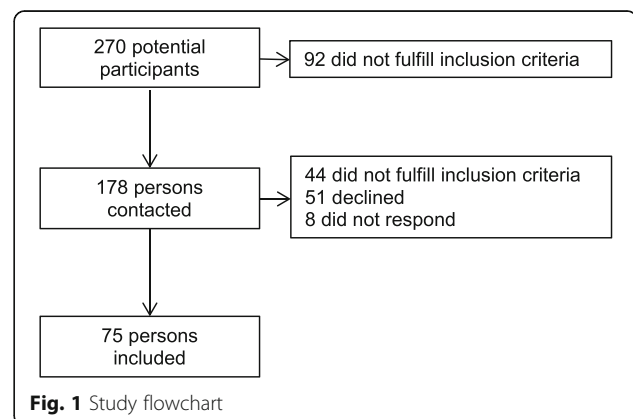 270 potential
participants
92 did not fulfill inclusion criteria
178 persons
contacted
44 did not fulfill inclusion criteria
51 declined
8 did not respond
75 persons
included
Fig. 1 Study flowchart